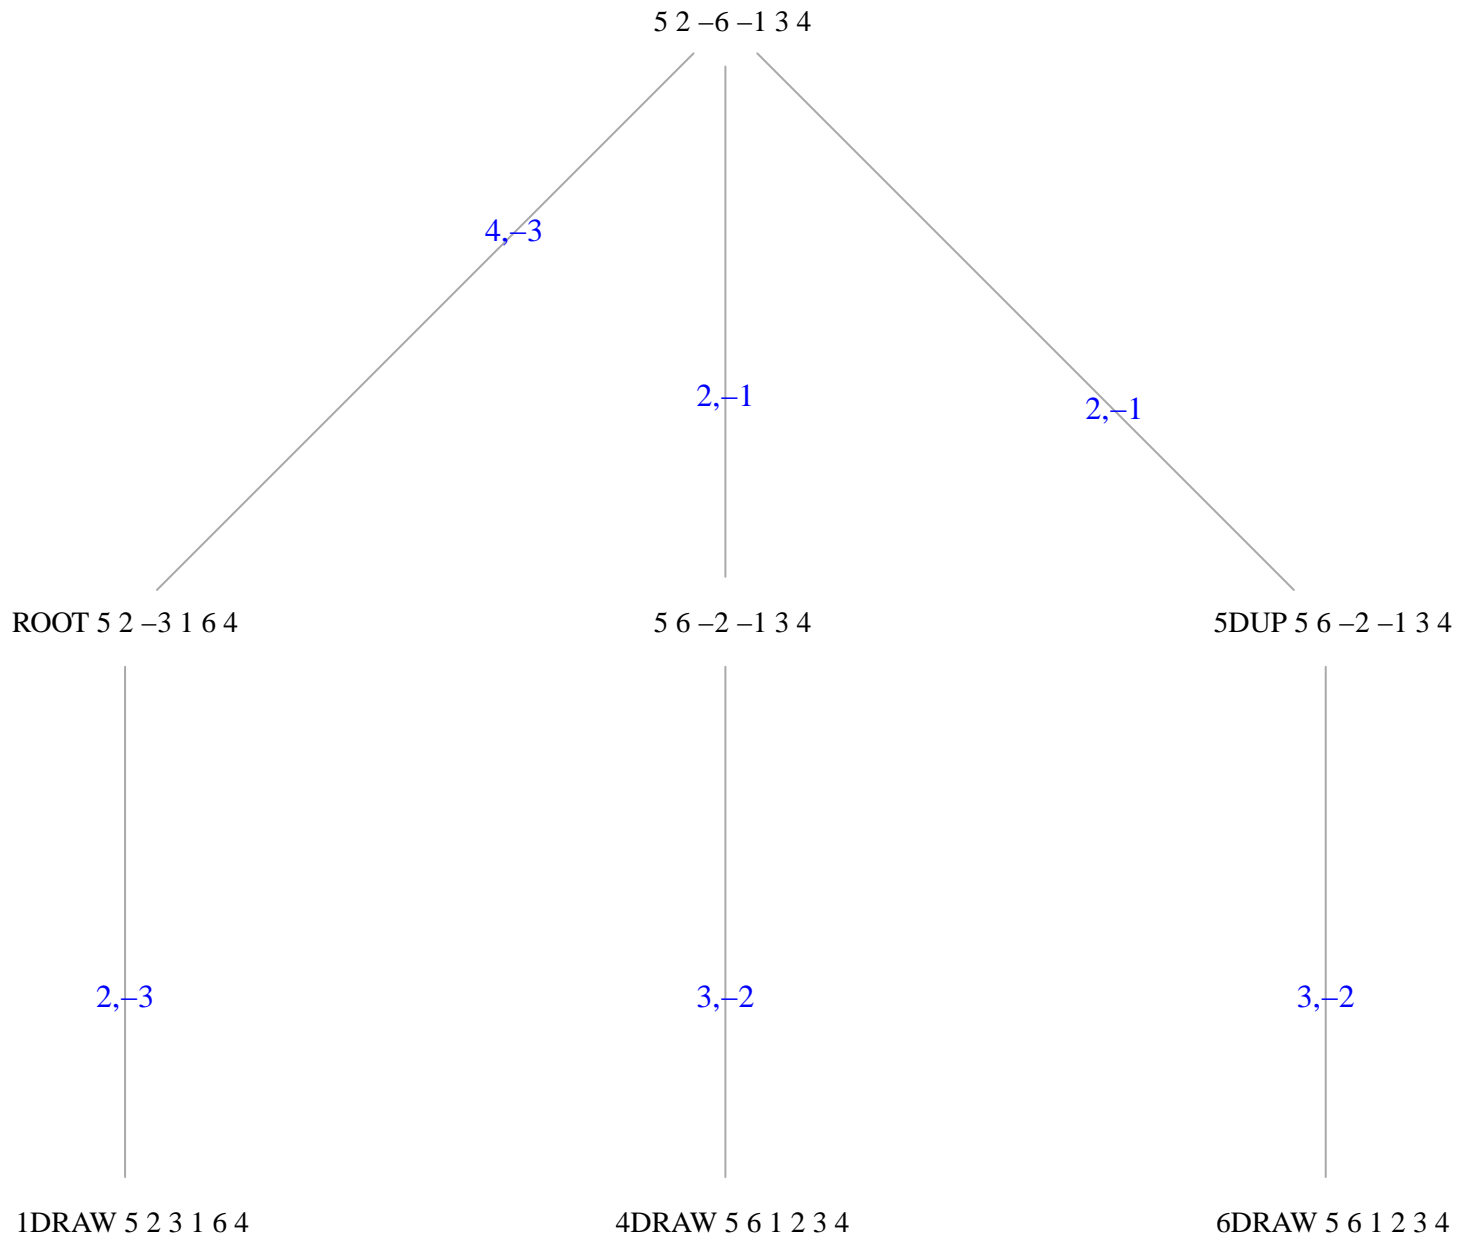 5 2 –6 –1 3 4
4,–3
2,–1
2,–1
ROOT 5 2 –3 1 6 4
5 6 –2 –1 3 4
5DUP 5 6 –2 –1 3 4
2,–3
3,–2
3,–2
1DRAW 5 2 3 1 6 4
4DRAW 5 6 1 2 3 4
6DRAW 5 6 1 2 3 4